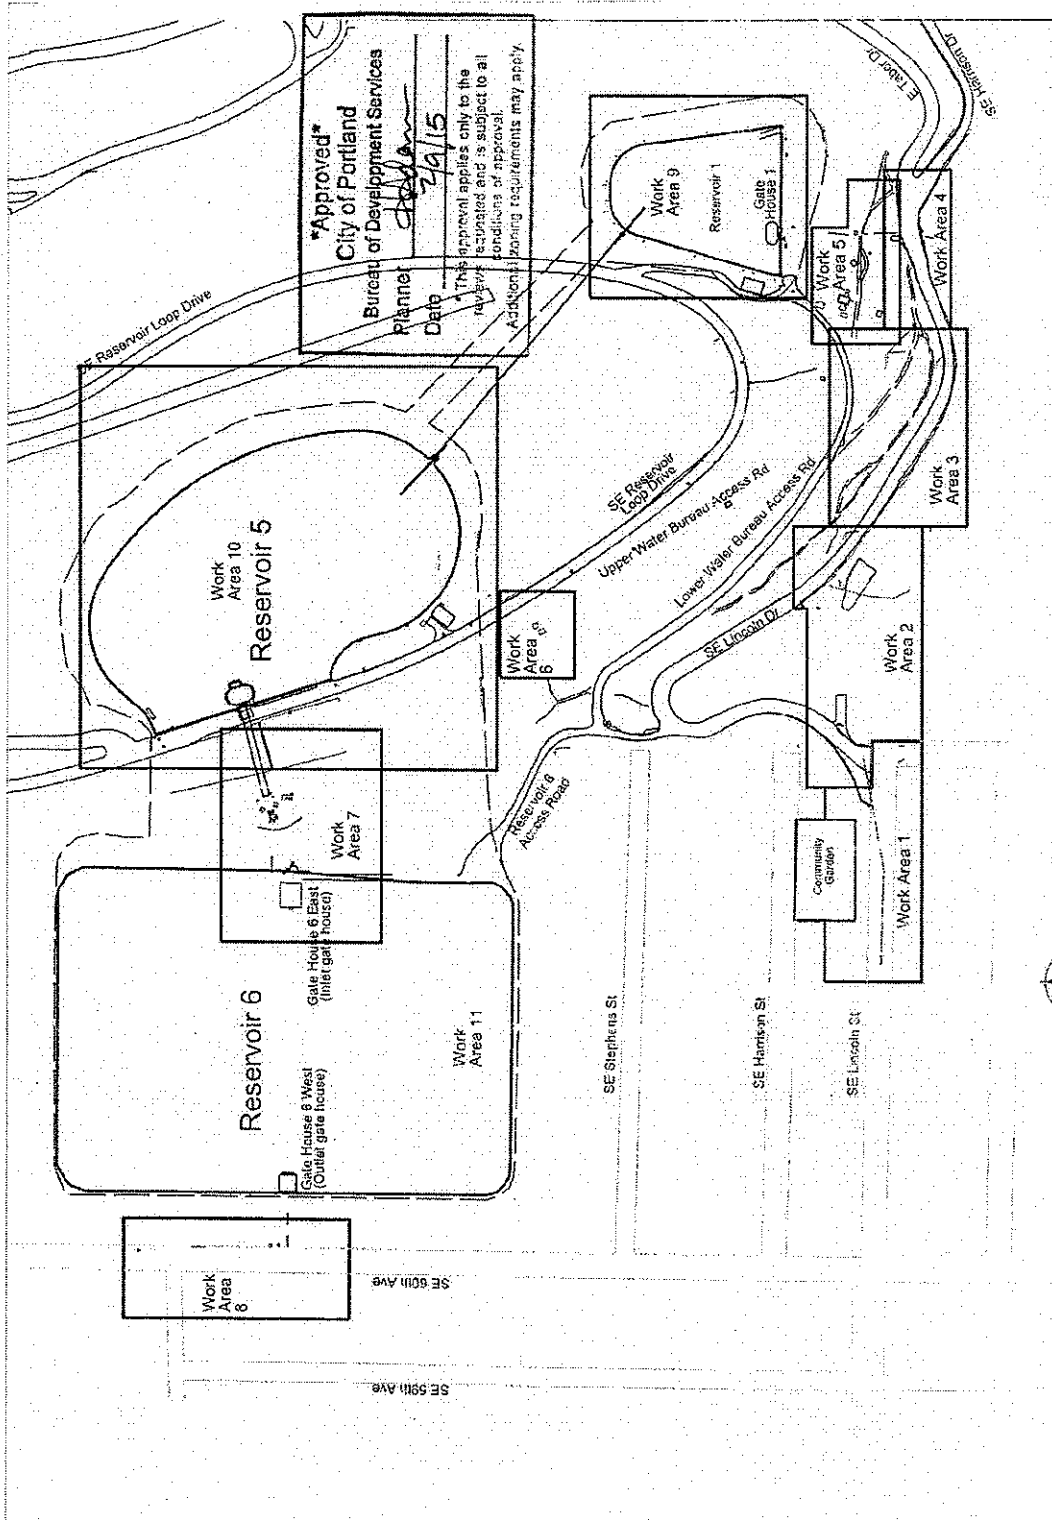 *Approved*
City of Portland
Bureau of Development Services
Planner
Date 2/9/15
* This approval applies only to the
reviews requested and is subject to all
conditions of approval.
Additional zoning requirements may apply.
SE Reservoir Loop Drive
E Taber Dr
SE Harrison Dr
Work
Area 9
Reservoir 1
Gate
House 1
Work
Area 5
Work Area 4
Work
Area 3
Work
Area 10
Reservoir 5
SE Reservoir
Loop Drive
Upper Water Bureau Access Rd
Lower Water Bureau Access Rd
SE Lincoln Dr
Work
Area
6
Work
Area 2
Reservoir 6
Access Road
Work
Area 7
Community
Garden
Work Area 1
Gate House 6 East
(Inlet gate house)
Reservoir 6
Work
Area 11
Gate House 6 West
(Outlet gate house)
SE Stephens St
SE Harrison St
SE Lincoln St
Work
Area
8
SE 60th Ave
SE 59th Ave